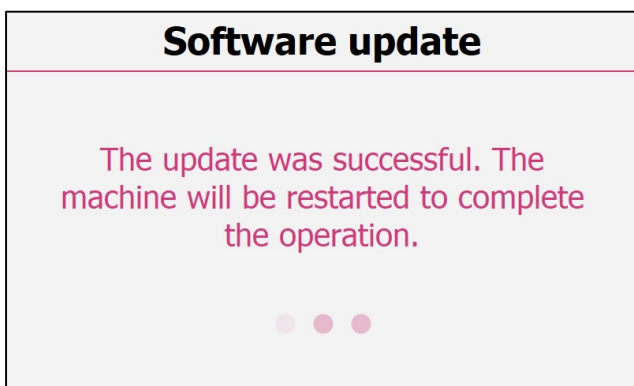 Software update
The update was successful. The
machine will be restarted to complete
the operation.